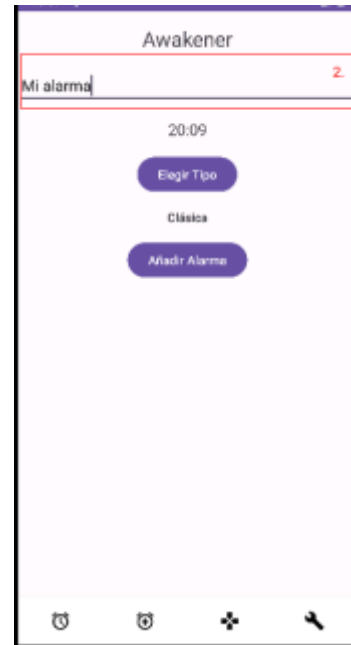 Awakener
2.
Mi alarma
20:09
Elegir Tipo
Clásica
Añadir Alarma